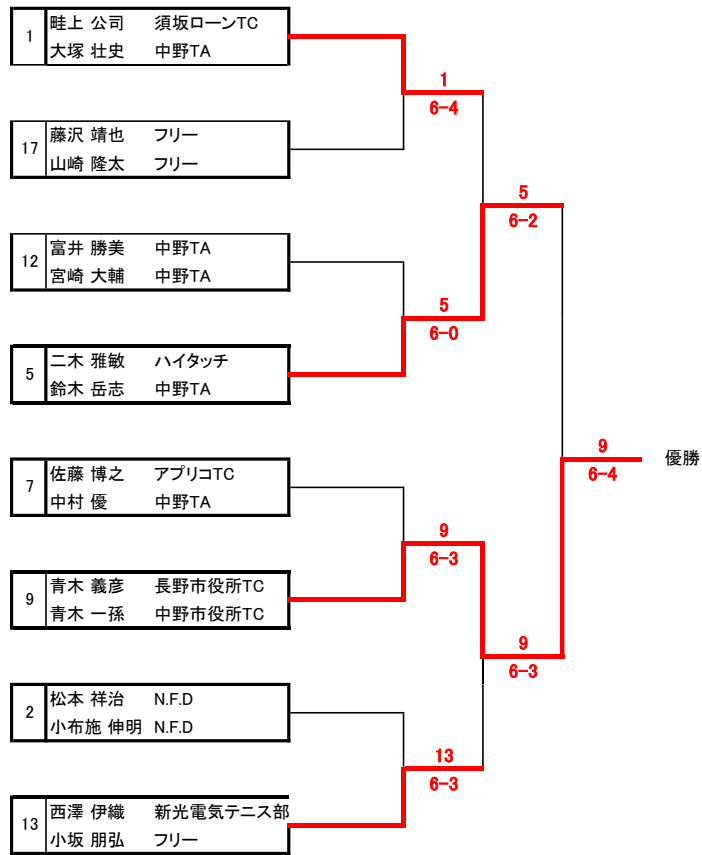 1
畦上 公司 須坂ローンTC
大塚 壮史 中野TA
17
藤沢 靖也 フリー
山崎 隆太 フリー
12
富井 勝美 中野TA
宮崎 大輔 中野TA
5
二木 雅敏 ハイタッチ
鈴木 岳志 中野TA
7
佐藤 博之 アプリコTC
中村 優 中野TA
9
青木 義彦 長野市役所TC
青木 一孫 中野市役所TC
2
松本 祥治 N.F.D
小布施 伸明 N.F.D
13
西澤 伊織 新光電気テニス部
小坂 朋弘 フリー
1
6-4
5
6-0
9
6-3
13
6-3
5
6-2
9
6-3
9
6-4
優勝